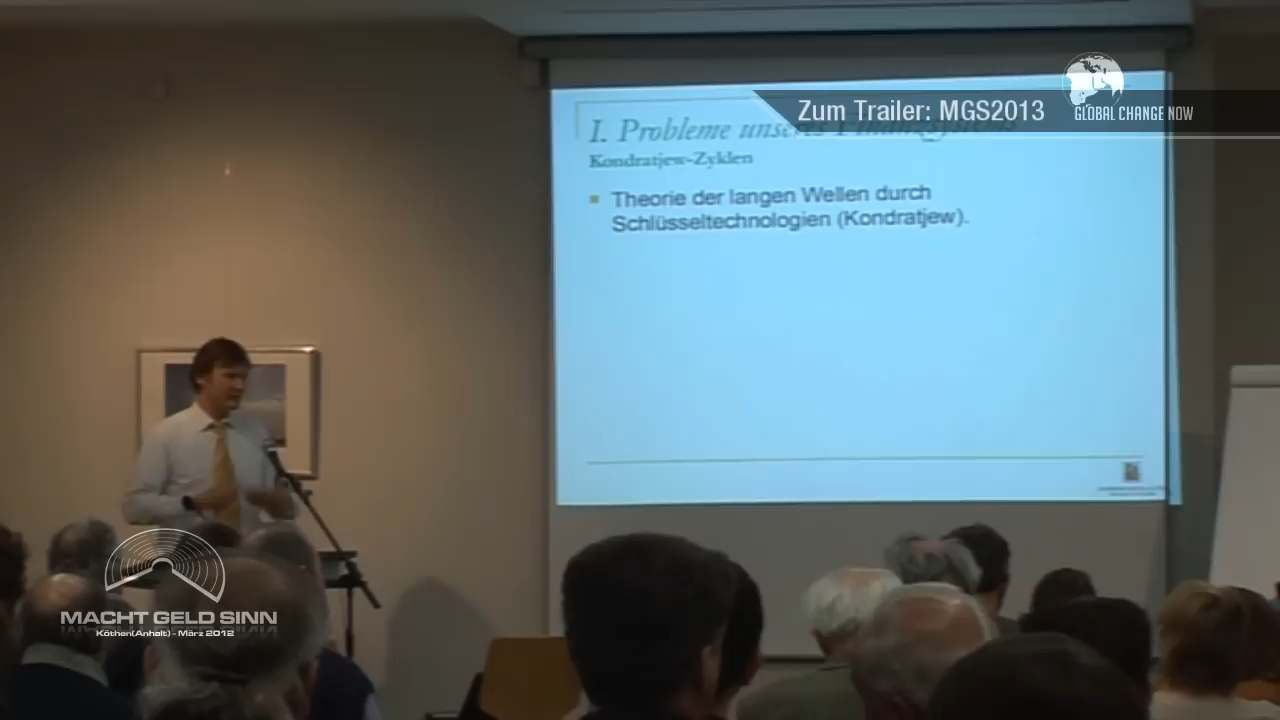 Zum Trailer: MGS2013
GLOBAL CHANGE NOW
I. Probleme unseres Finanzsystems
Kondratjew-Zyklen
Theorie der langen Wellen durch
Schlüsseltechnologien (Kondratjew).
MACHT GELD SINN
Köthen(Anhalt) - März 2012